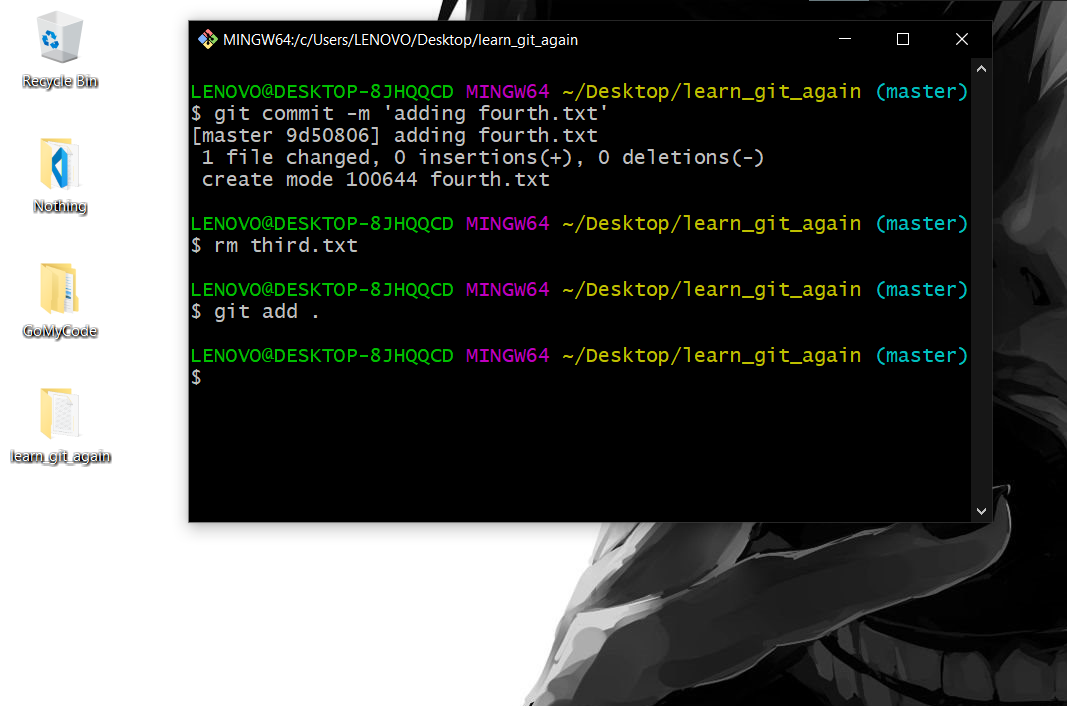 Recycle Bin
Nothing
GoMyCode
learn_git_again
MINGW64:/c/Users/LENOVO/Desktop/learn_git_again
LENOVO@DESKTOP-8JHQQCD MINGW64 ~/Desktop/learn_git_again (master)
$ git commit -m 'adding fourth.txt'
[master 9d50806] adding fourth.txt
 1 file changed, 0 insertions(+), 0 deletions(-)
 create mode 100644 fourth.txt
LENOVO@DESKTOP-8JHQQCD MINGW64 ~/Desktop/learn_git_again (master)
$ rm third.txt
LENOVO@DESKTOP-8JHQQCD MINGW64 ~/Desktop/learn_git_again (master)
$ git add .
LENOVO@DESKTOP-8JHQQCD MINGW64 ~/Desktop/learn_git_again (master)
$